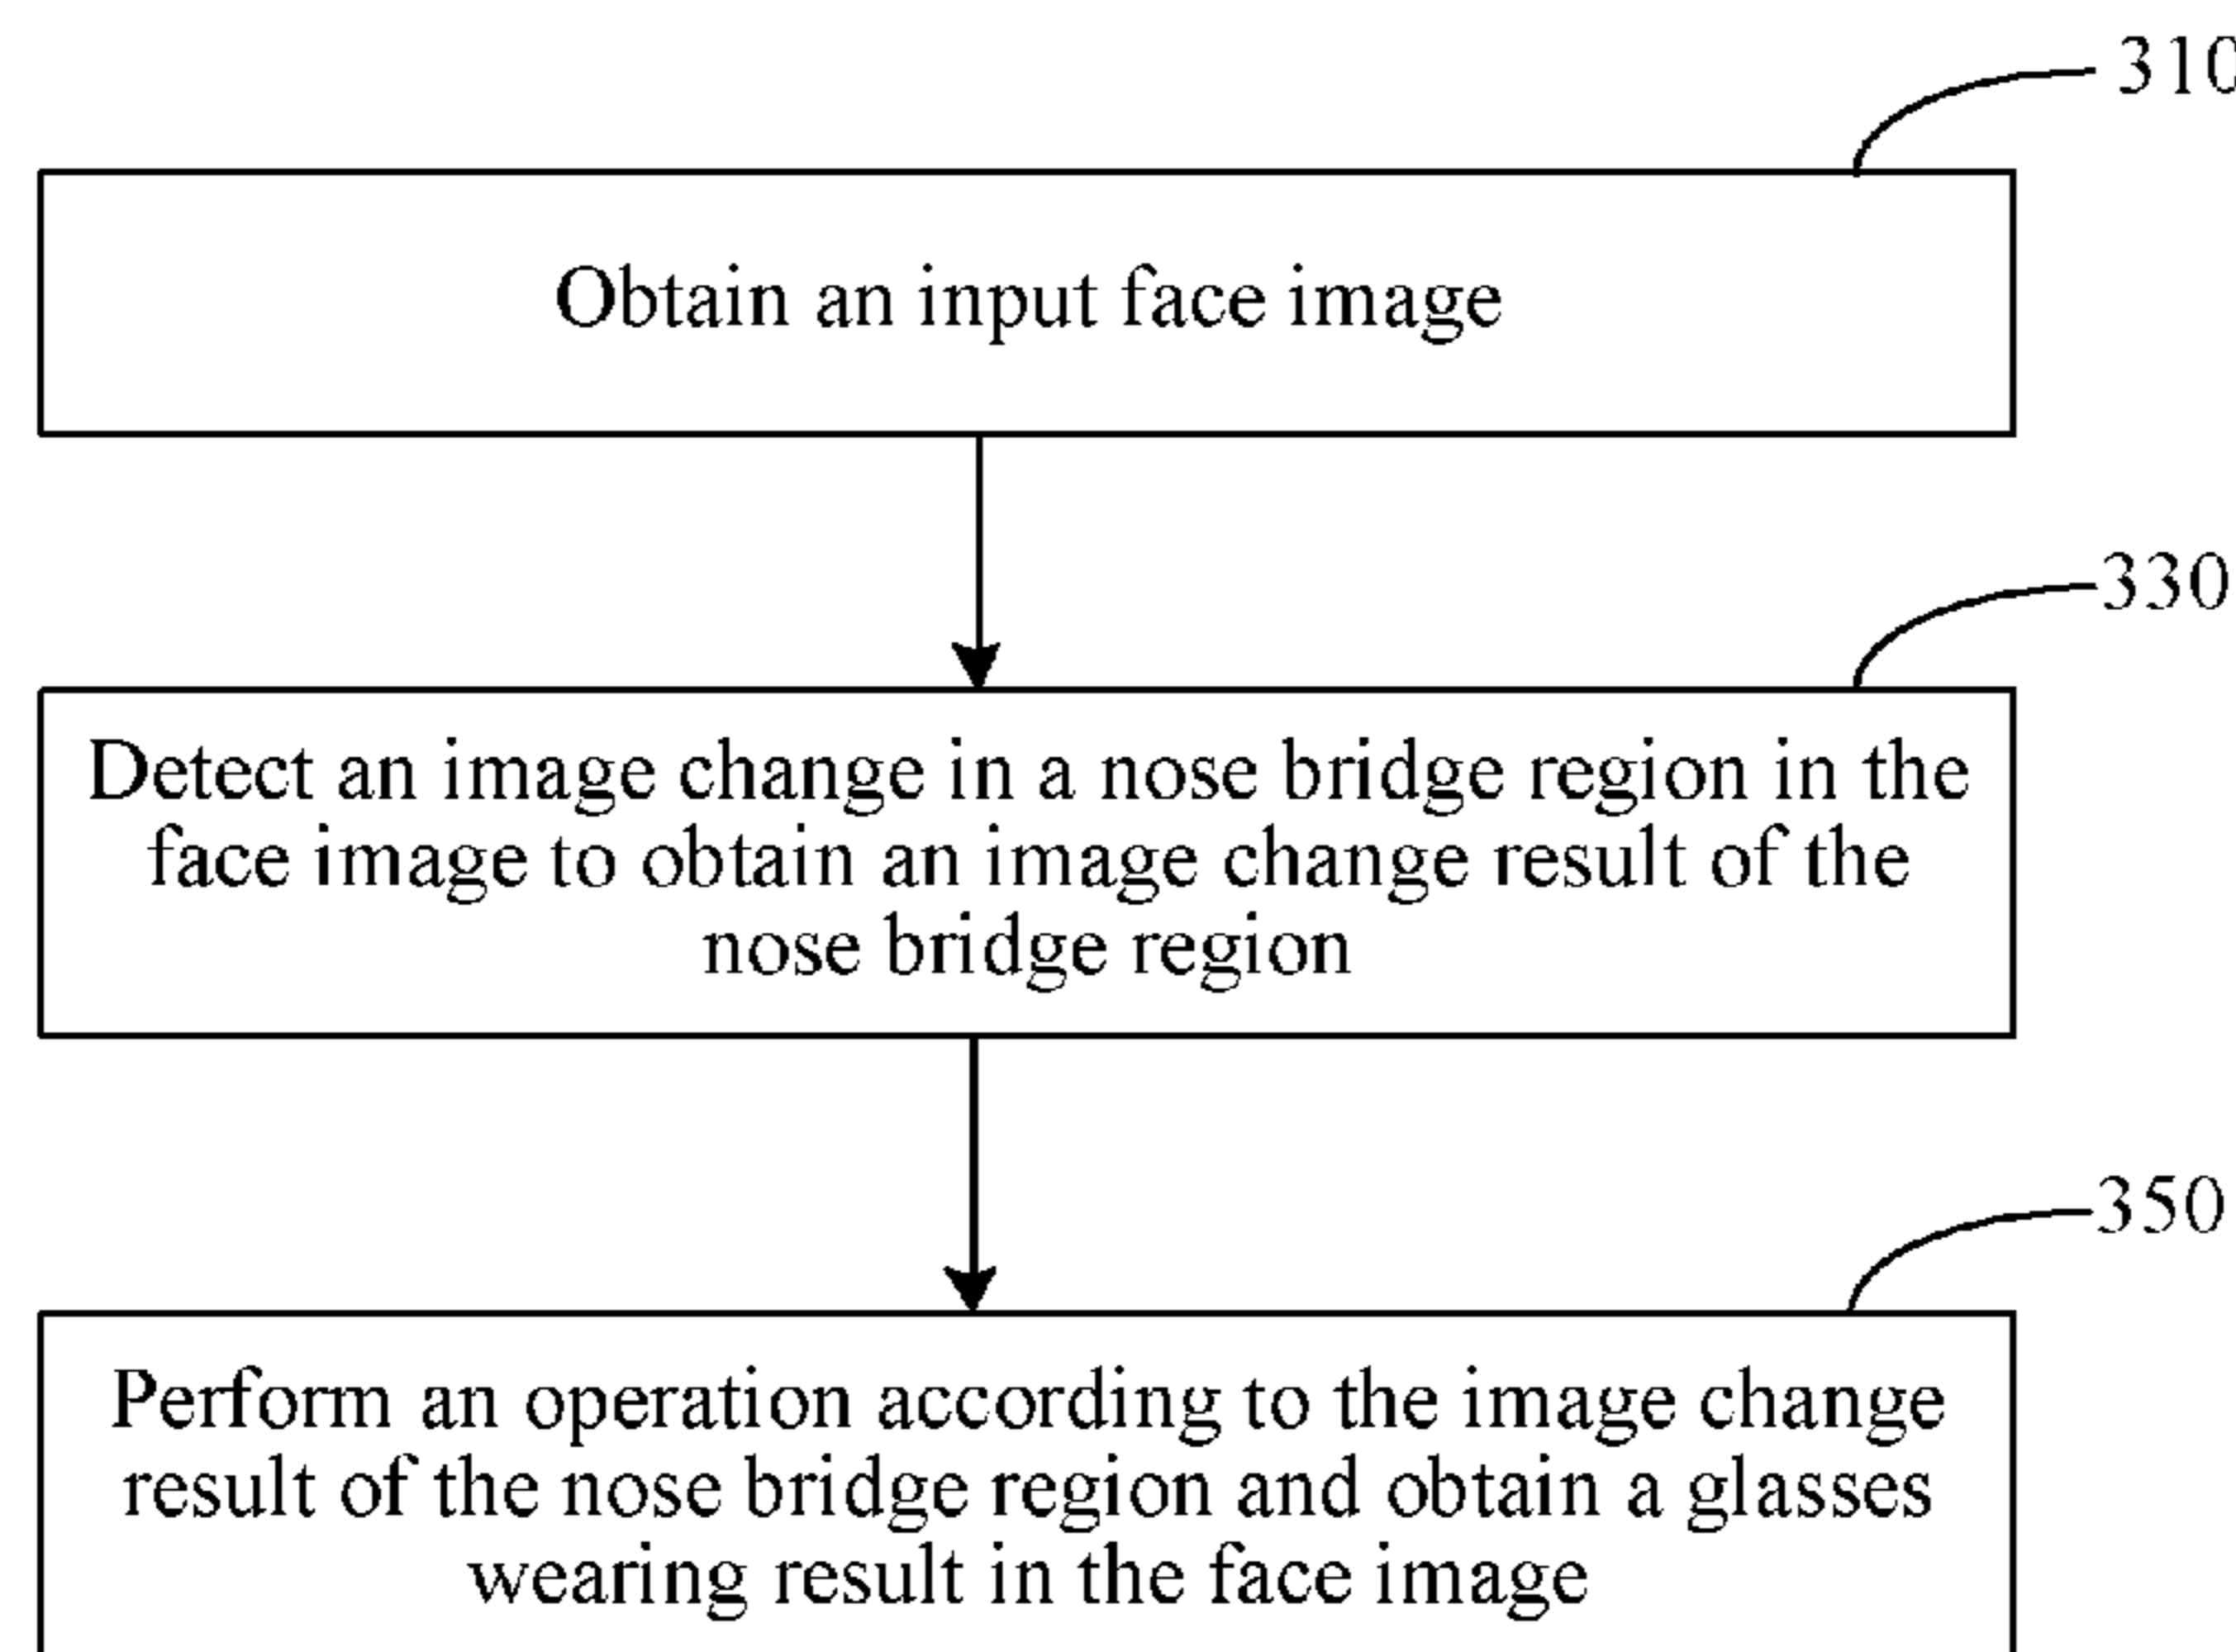 310
Obtain an input face image
330
Detect an image change in a nose bridge region in the
face image to obtain an image change result of the
nose bridge region
350
Perform an operation according to the image change
result of the nose bridge region and obtain a glasses
wearing result in the face image